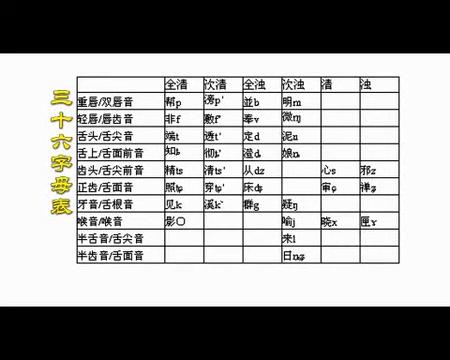 三十六字母表
全清 次清 全浊 次浊 清 浊
重唇/双唇音 帮p 滂p' 並b 明m
轻唇/唇齿音 非f 敷f' 奉v 微ɱ
舌头/舌尖音 端t 透t' 定d 泥n
舌上/舌面前音 知ȶ 彻ȶ' 澄ȡ 娘ȵ
齿头/舌尖前音 精ts 清ts' 从dz 心s 邪z
正齿/舌面音 照tɕ 穿tɕ' 床dʑ 审ɕ 禅ʑ
牙音/舌根音 见k 溪k' 群g 疑ŋ
喉音/喉音 影〇 喻j 晓x 匣ɣ
半舌音/舌尖音 来l
半齿音/舌面音 日nʑ